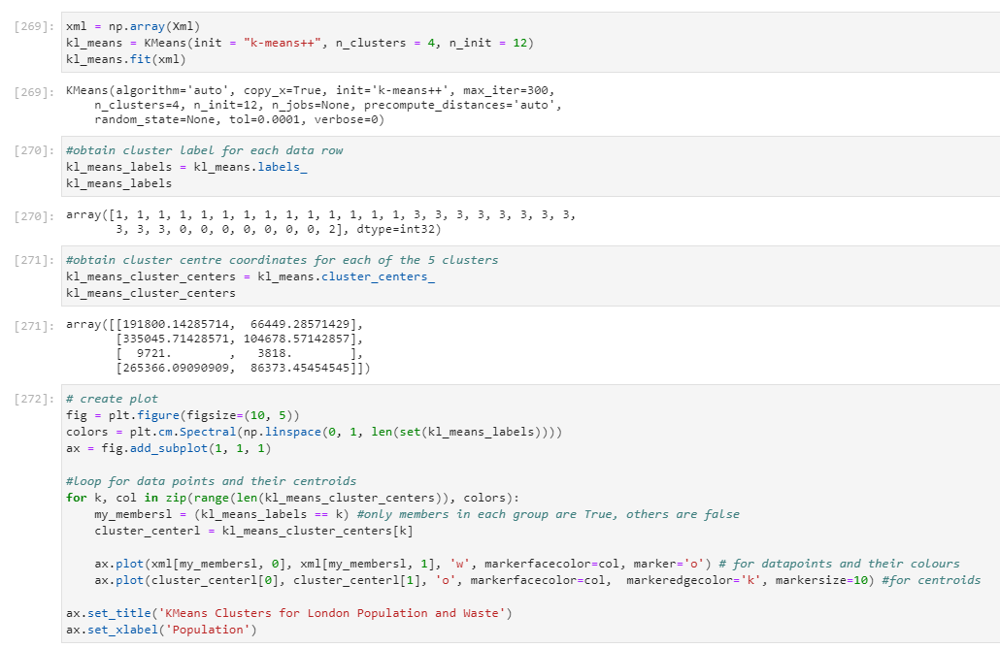 [269]: xml = np.array(Xml)
kl_means = KMeans(init = "k-means++", n_clusters = 4, n_init = 12)
kl_means.fit(xml)
[269]: KMeans(algorithm='auto', copy_x=True, init='k-means++', max_iter=300,
n_clusters=4, n_init=12, n_jobs=None, precompute_distances='auto',
random_state=None, tol=0.0001, verbose=0)
[270]: #obtain cluster label for each data row
kl_means_labels = kl_means.labels_
kl_means_labels
[270]: array([1, 1, 1, 1, 1, 1, 1, 1, 1, 1, 1, 1, 1, 1, 3, 3, 3, 3, 3, 3, 3, 3,
3, 3, 3, 0, 0, 0, 0, 0, 0, 0, 2], dtype=int32)
[271]: #obtain cluster centre coordinates for each of the 5 clusters
kl_means_cluster_centers = kl_means.cluster_centers_
kl_means_cluster_centers
[271]: array([[191800.14285714, 66449.28571429],
[335045.71428571, 104678.57142857],
[ 9721. , 3818. ],
[265366.09090909, 86373.45454545]])
[272]: # create plot
fig = plt.figure(figsize=(10, 5))
colors = plt.cm.Spectral(np.linspace(0, 1, len(set(kl_means_labels))))
ax = fig.add_subplot(1, 1, 1)
#loop for data points and their centroids
for k, col in zip(range(len(kl_means_cluster_centers)), colors):
my_membersl = (kl_means_labels == k) #only members in each group are True, others are false
cluster_centerl = kl_means_cluster_centers[k]
ax.plot(xml[my_membersl, 0], xml[my_membersl, 1], 'w', markerfacecolor=col, marker='o') # for datapoints and their colours
ax.plot(cluster_centerl[0], cluster_centerl[1], 'o', markerfacecolor=col,  markeredgecolor='k', markersize=10) #for centroids
ax.set_title('KMeans Clusters for London Population and Waste')
ax.set_xlabel('Population')